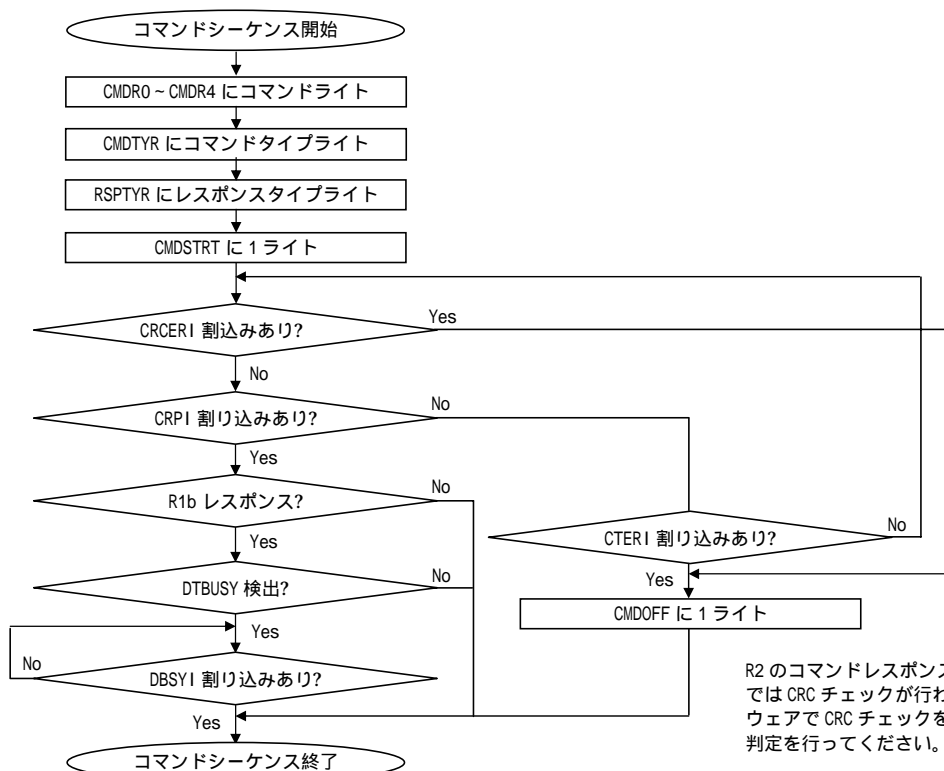 コマンドシーケンス開始
CMDR0～CMDR4 にコマンドライト
CMDTYR にコマンドタイプライト
RSPTYR にレスポンスタイプライト
CMDSTRT に 1 ライト
CRCERI 割込みあり?
Yes
No
CRPI 割り込みあり?
No
Yes
R1b レスポンス?
No
Yes
CTERI 割り込みあり?
No
Yes
DTBUSY 検出?
No
Yes
CMDOFF に 1 ライト
DBSYI 割り込みあり?
No
Yes
コマンドシーケンス終了
R2 のコマンドレスポンス
では CRC チェックが行わ
ウェアで CRC チェックを
判定を行ってください。